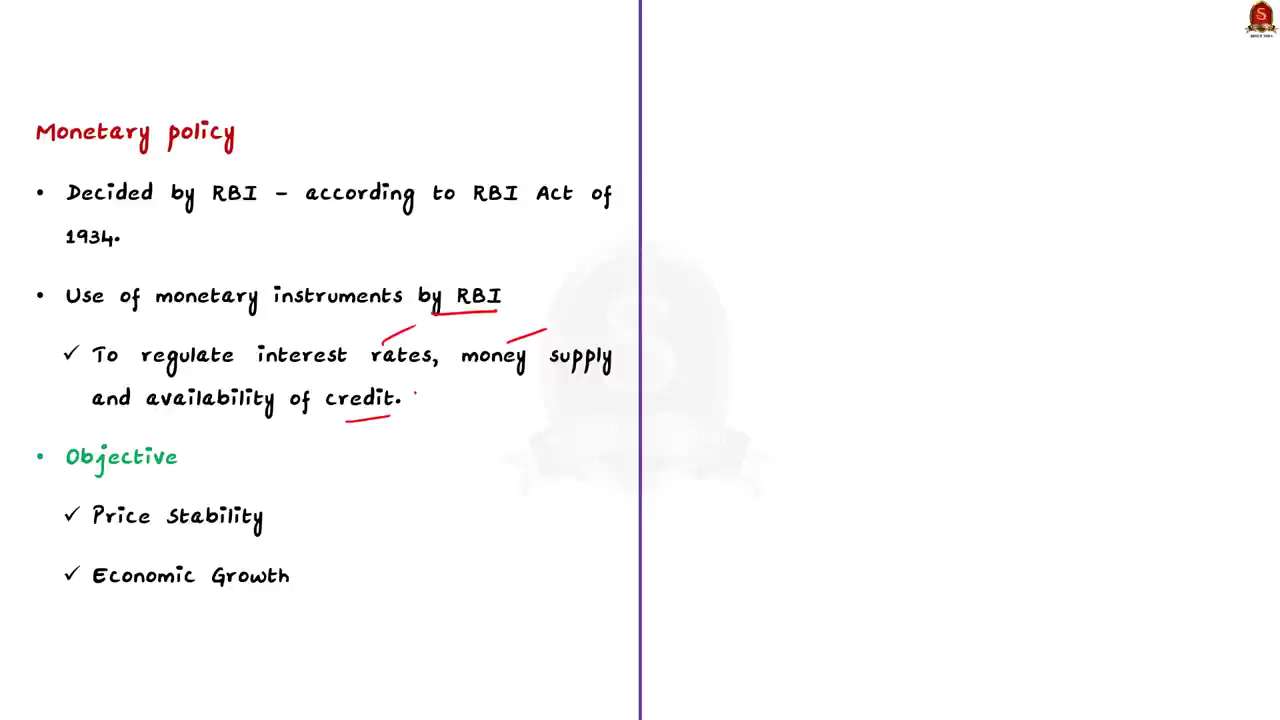 Monetary policy
• Decided by RBI - according to RBI Act of
1934.
• Use of monetary instruments by RBI
✓ To regulate interest rates, money supply
and availability of credit.
• Objective
✓ Price Stability
✓ Economic Growth
S